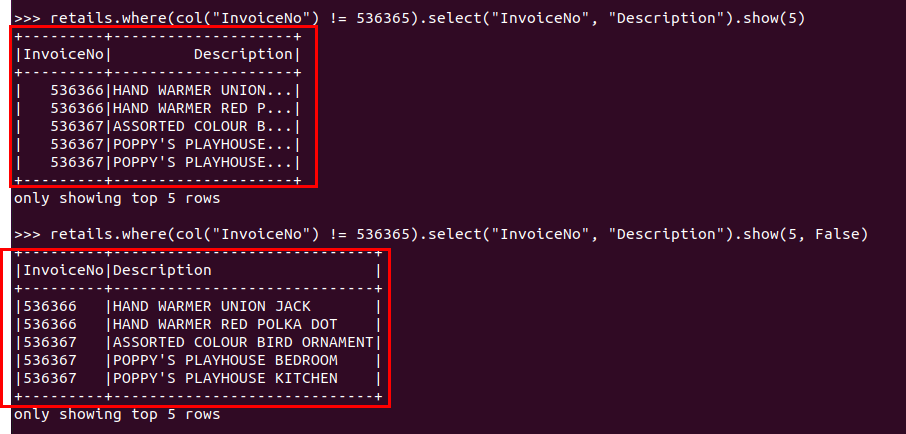 >>> retails.where(col("InvoiceNo") != 536365).select("InvoiceNo", "Description").show(5)
+---------+--------------------+
|InvoiceNo|         Description|
+---------+--------------------+
|   536366|HAND WARMER UNION...|
|   536366|HAND WARMER RED P...|
|   536367|ASSORTED COLOUR B...|
|   536367|POPPY'S PLAYHOUSE...|
|   536367|POPPY'S PLAYHOUSE...|
+---------+--------------------+
only showing top 5 rows
>>> retails.where(col("InvoiceNo") != 536365).select("InvoiceNo", "Description").show(5, False)
+---------+-----------------------------+
|InvoiceNo|Description                  |
+---------+-----------------------------+
|536366   |HAND WARMER UNION JACK       |
|536366   |HAND WARMER RED POLKA DOT    |
|536367   |ASSORTED COLOUR BIRD ORNAMENT|
|536367   |POPPY'S PLAYHOUSE BEDROOM    |
|536367   |POPPY'S PLAYHOUSE KITCHEN    |
+---------+-----------------------------+
only showing top 5 rows